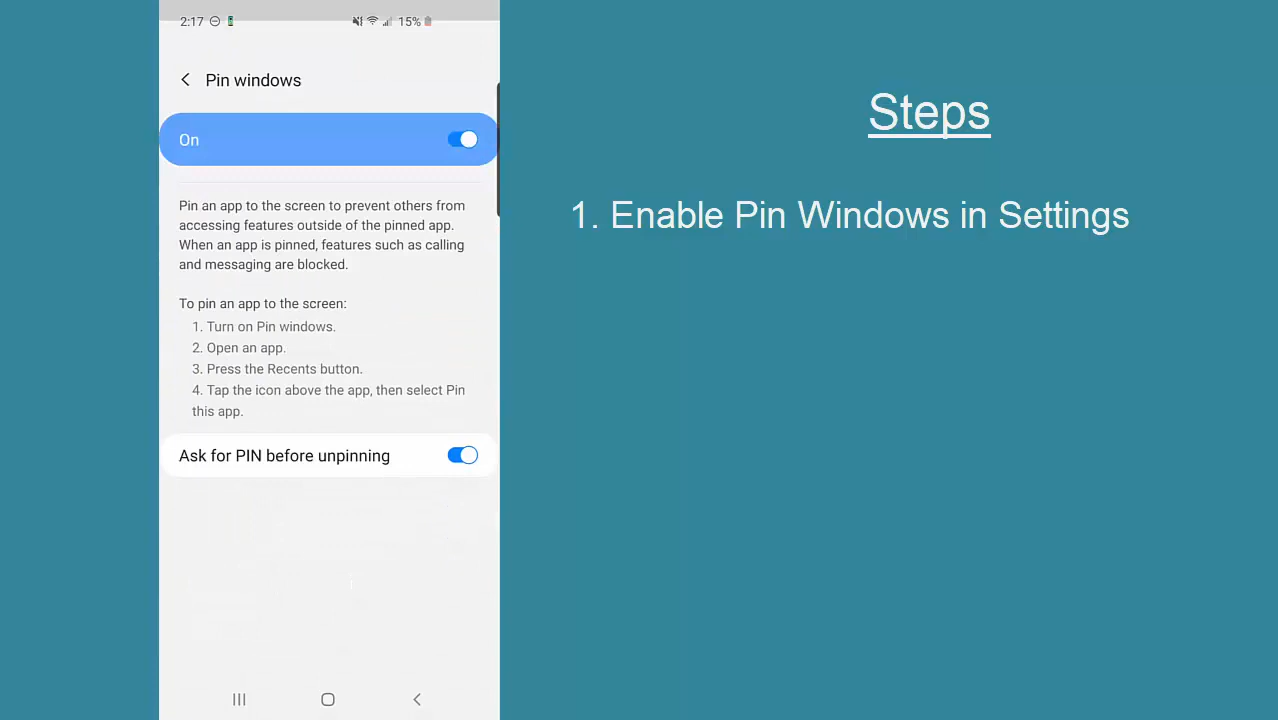 2:17
15%
Pin windows
On
Pin an app to the screen to prevent others from
accessing features outside of the pinned app.
When an app is pinned, features such as calling
and messaging are blocked.
To pin an app to the screen:
1. Turn on Pin windows.
2. Open an app.
3. Press the Recents button.
4. Tap the icon above the app, then select Pin
this app.
Ask for PIN before unpinning
Steps
1. Enable Pin Windows in Settings